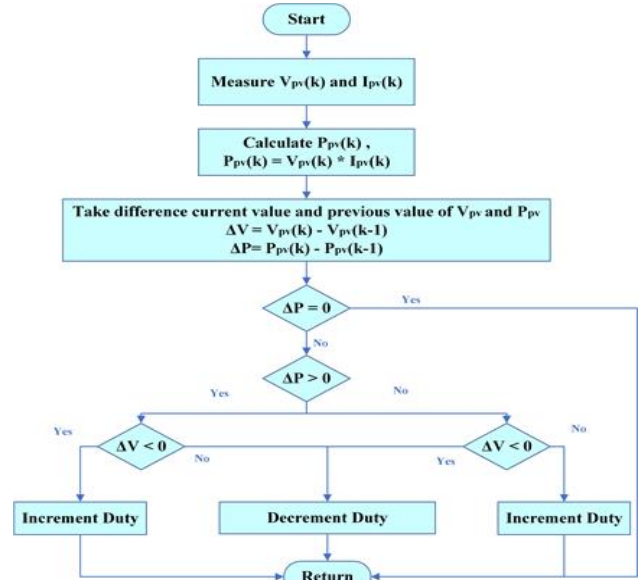 Start
Measure Vpv(k) and Ipv(k)
Calculate Ppv(k) ,
Ppv(k) = Vpv(k) * Ipv(k)
Take difference current value and previous value of Vpv and Ppv
ΔV = Vpv(k) - Vpv(k-1)
ΔP= Ppv(k) - Ppv(k-1)
ΔP = 0
Yes
No
ΔP > 0
Yes
No
Yes
ΔV < 0
No
Yes
ΔV < 0
No
Increment Duty
Decrement Duty
Increment Duty
Return